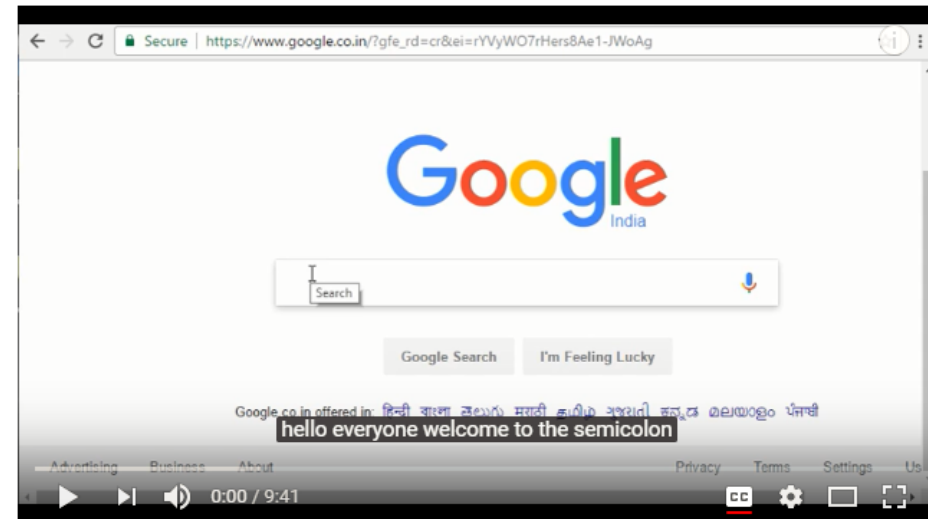 Secure | https://www.google.co.in/?gfe_rd=cr&ei=rYVyWO7rHers8Ae1-JWoAg
Google
India
Search
Google Search I'm Feeling Lucky
Google.co.in offered in: हिन्दी বাংলা తెలుగు मराठी தமிழ் ગુજરાતી ಕನ್ನಡ മലയാളം ਪੰਜਾਬੀ
hello everyone welcome to the semicolon
Advertising Business About Privacy Terms Settings Us
0:00 / 9:41 CC